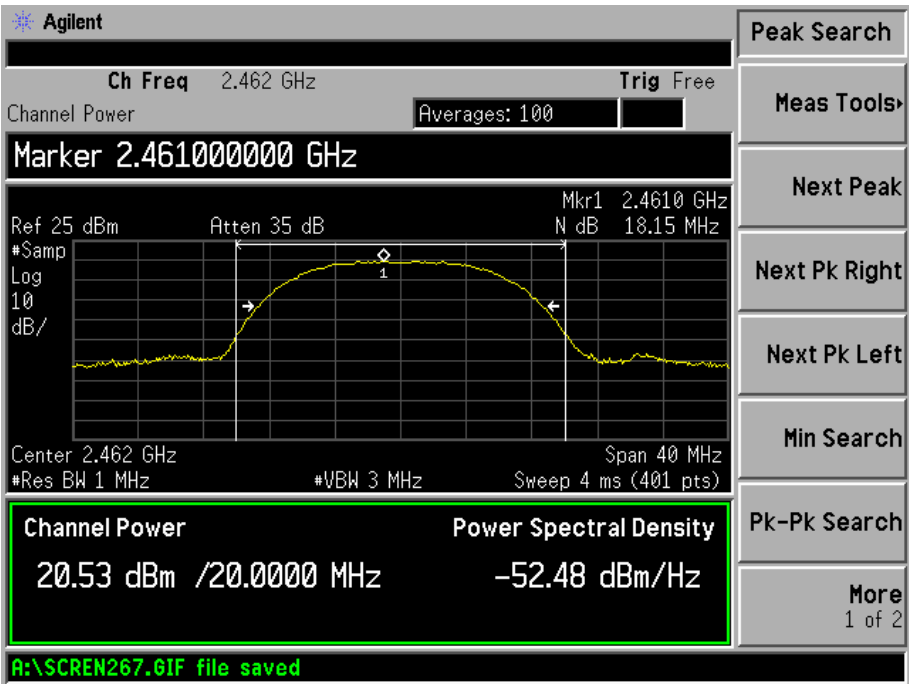 Agilent
Peak Search
Ch Freq 2.462 GHz Trig Free
Channel Power Averages: 100
Meas Tools
Marker 2.461000000 GHz
Next Peak
Mkr1 2.4610 GHz
Ref 25 dBm Atten 35 dB N dB 18.15 MHz
#Samp
Log
10
dB/
1
Next Pk Right
Next Pk Left
Min Search
Center 2.462 GHz Span 40 MHz
#Res BW 1 MHz #VBW 3 MHz Sweep 4 ms (401 pts)
Pk-Pk Search
Channel Power Power Spectral Density
20.53 dBm /20.0000 MHz -52.48 dBm/Hz
More
1 of 2
A:\SCREN267.GIF file saved